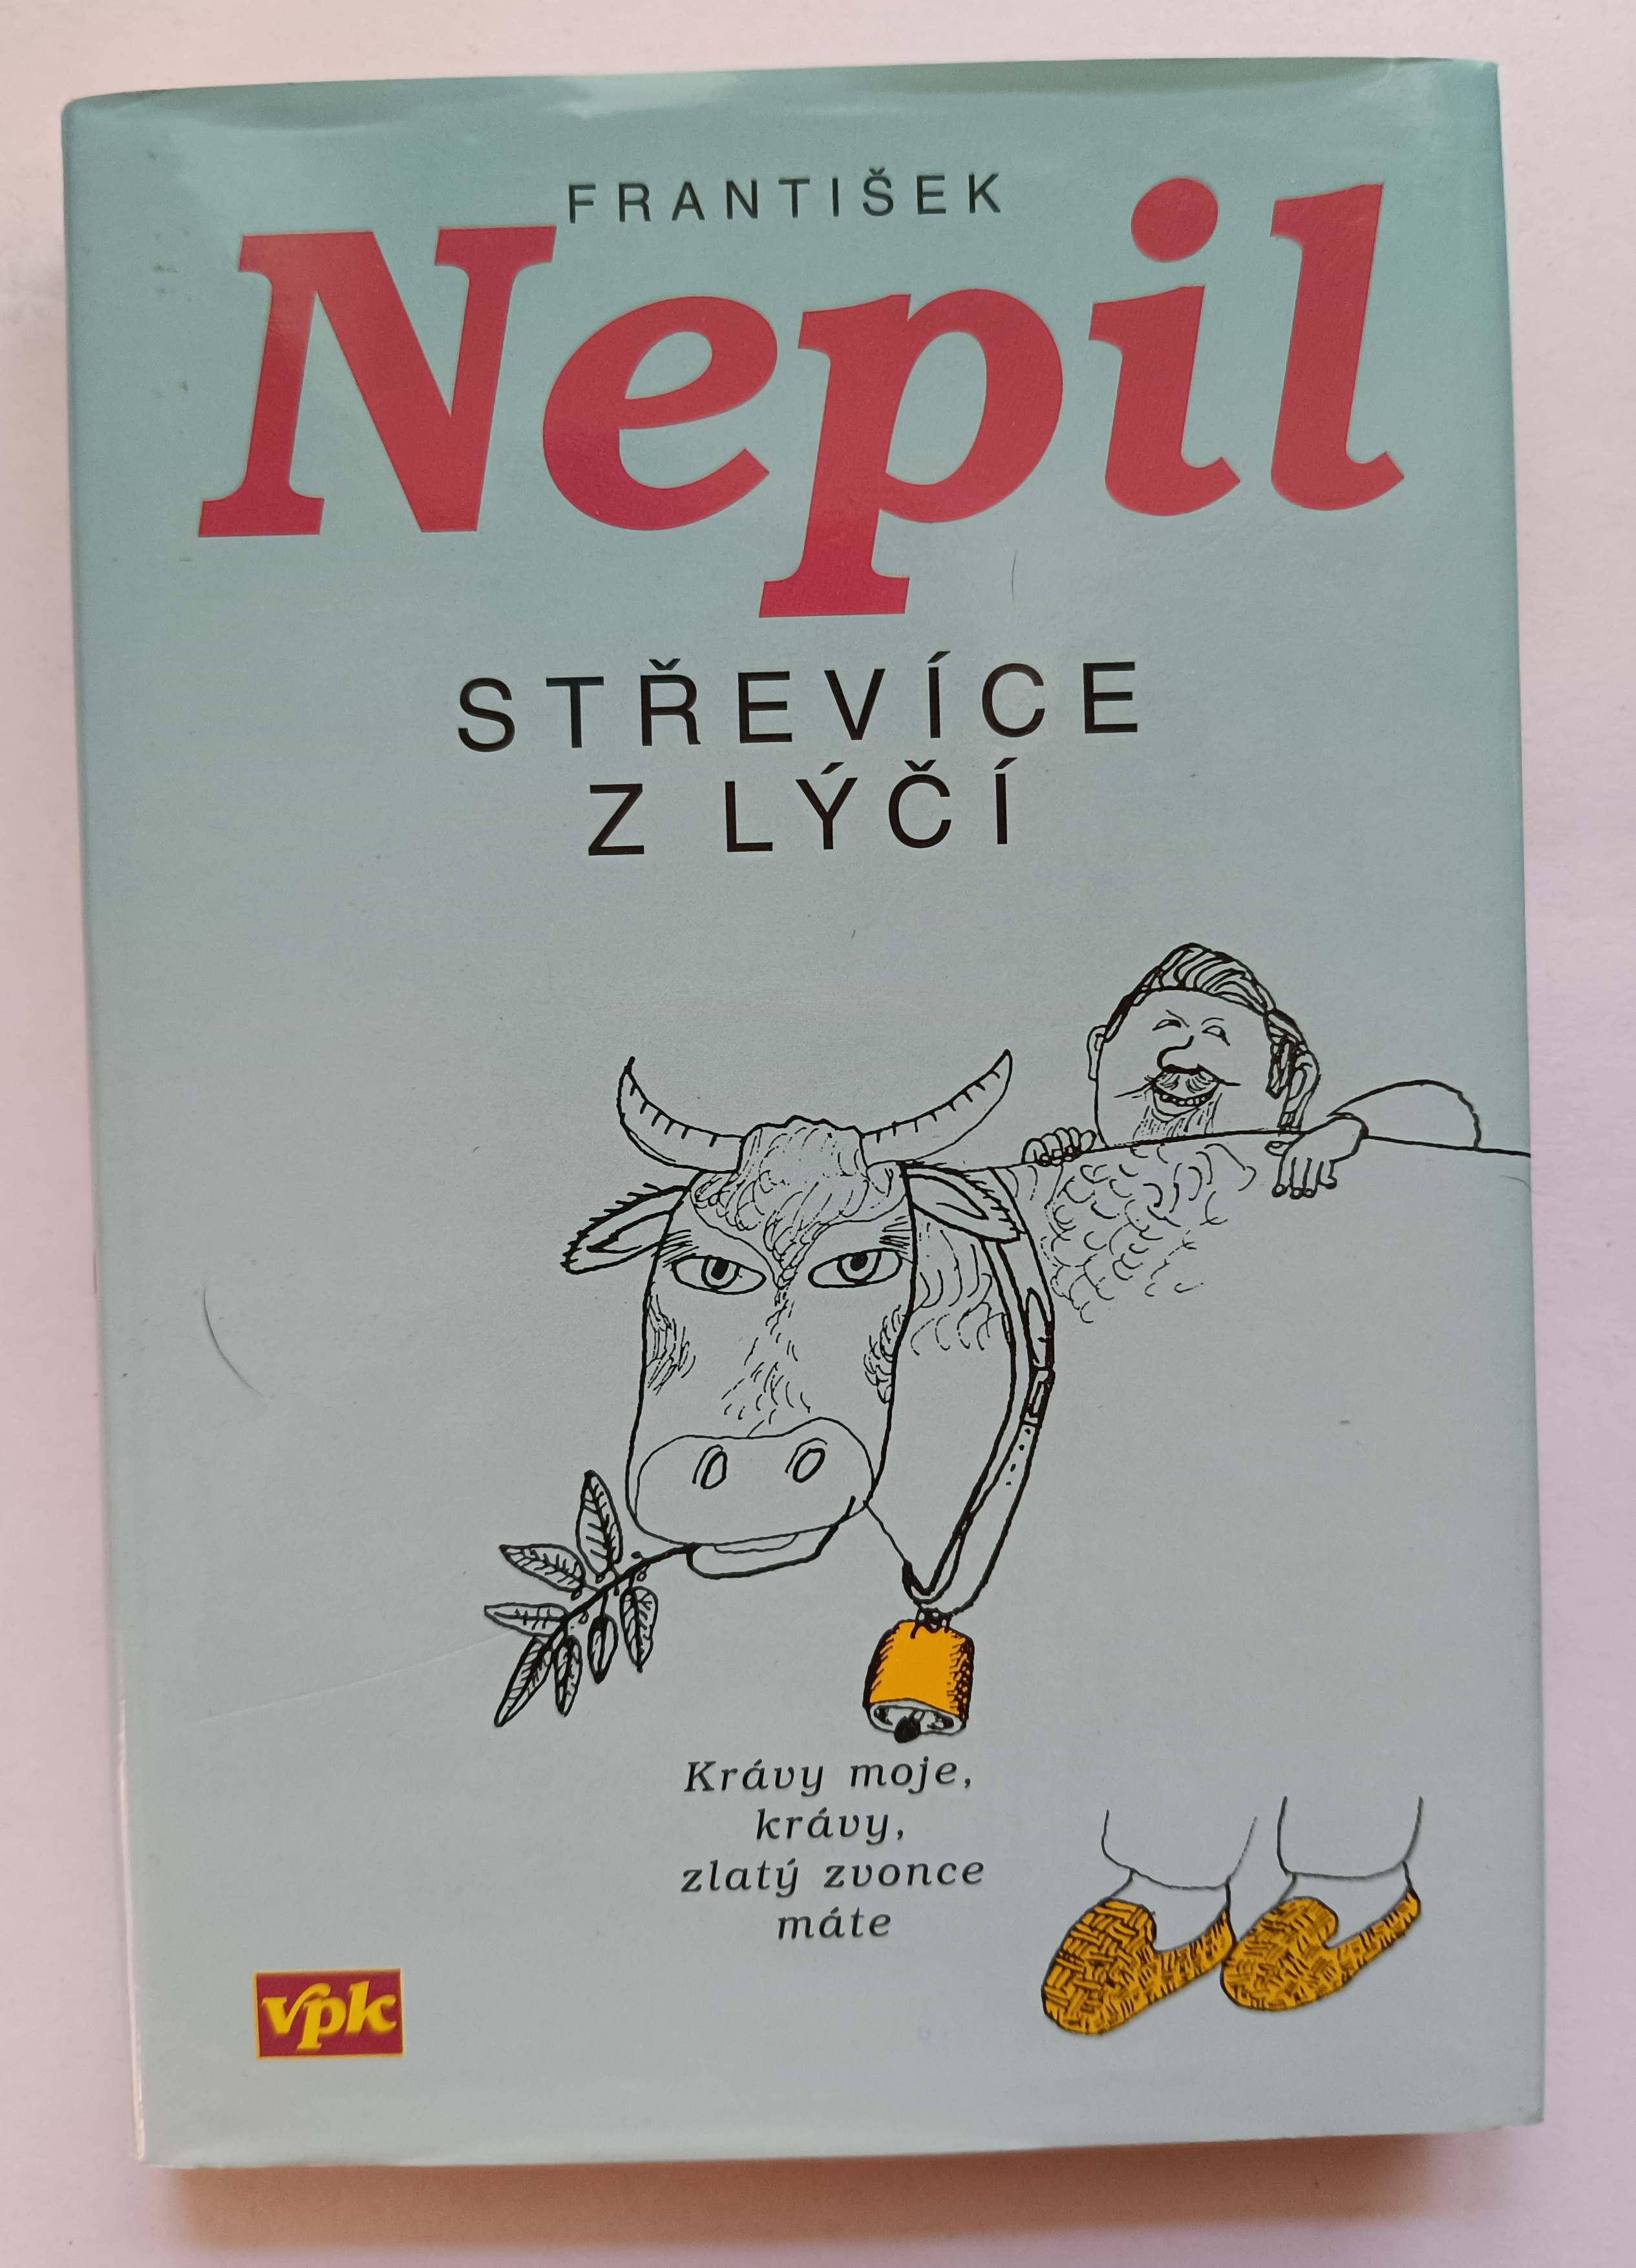 FRANTIŠEK
Nepil
STŘEVÍCE
Z LÝČÍ
Krávy moje,
krávy,
zlatý zvonce
máte
vpk